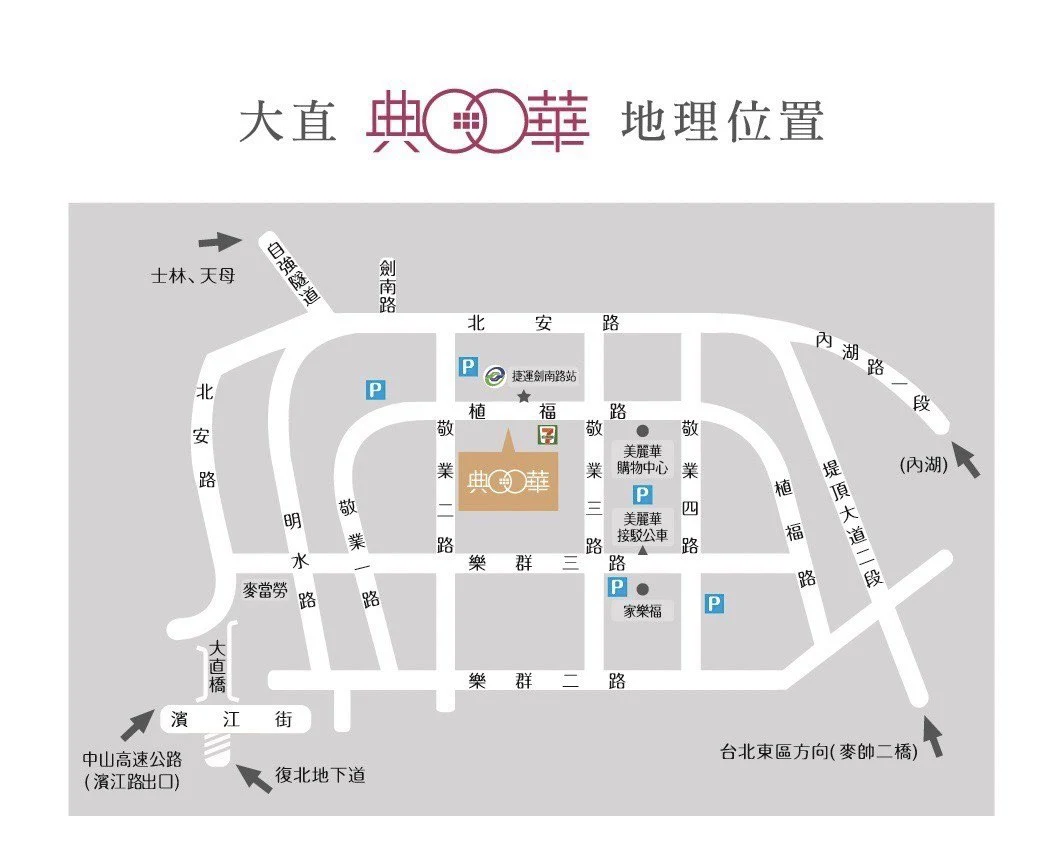 大直 典華 地理位置
士林、天母
自強隧道
劍南路
北安路
內湖路一段
(內湖)
北安路
P
P
捷運劍南路站
植福路
7
典華
敬業二路
敬業三路
敬業四路
美麗華
購物中心
P
美麗華
接駁公車
植福路
堤頂大道二段
明水路
敬業一路
樂群三路
麥當勞
P
家樂福
P
大直橋
樂群二路
濱江街
中山高速公路
(濱江路出口)
復北地下道
台北東區方向(麥帥二橋)